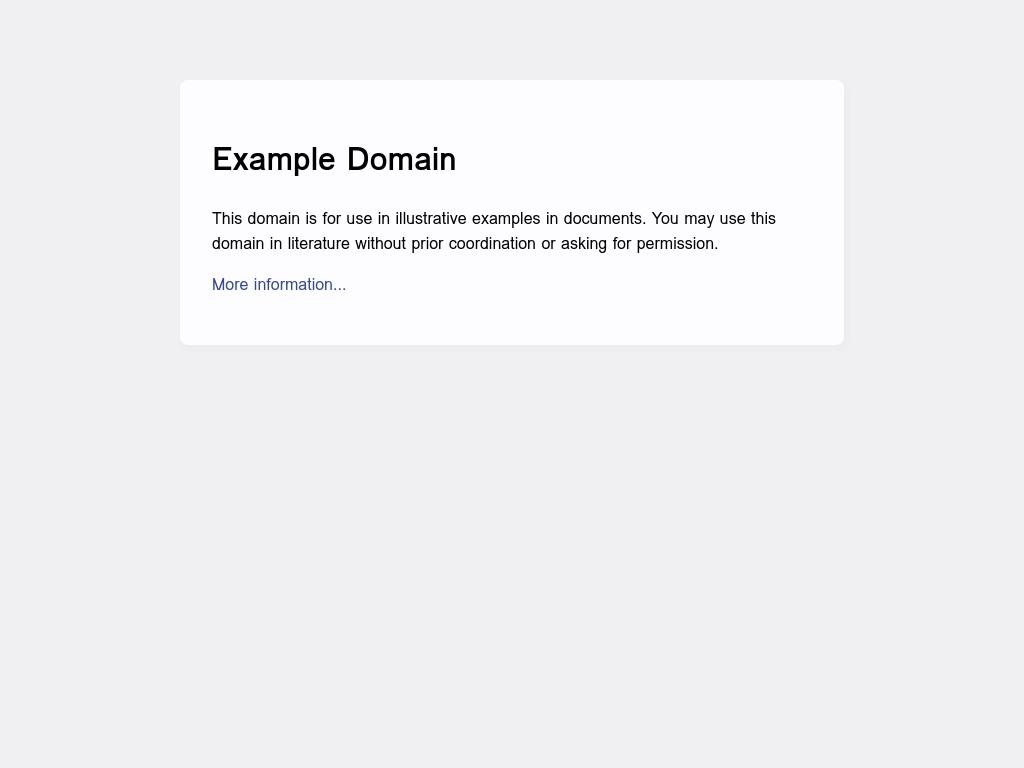 Example Domain
This domain is for use in illustrative examples in documents. You may use this
domain in literature without prior coordination or asking for permission.
More information...